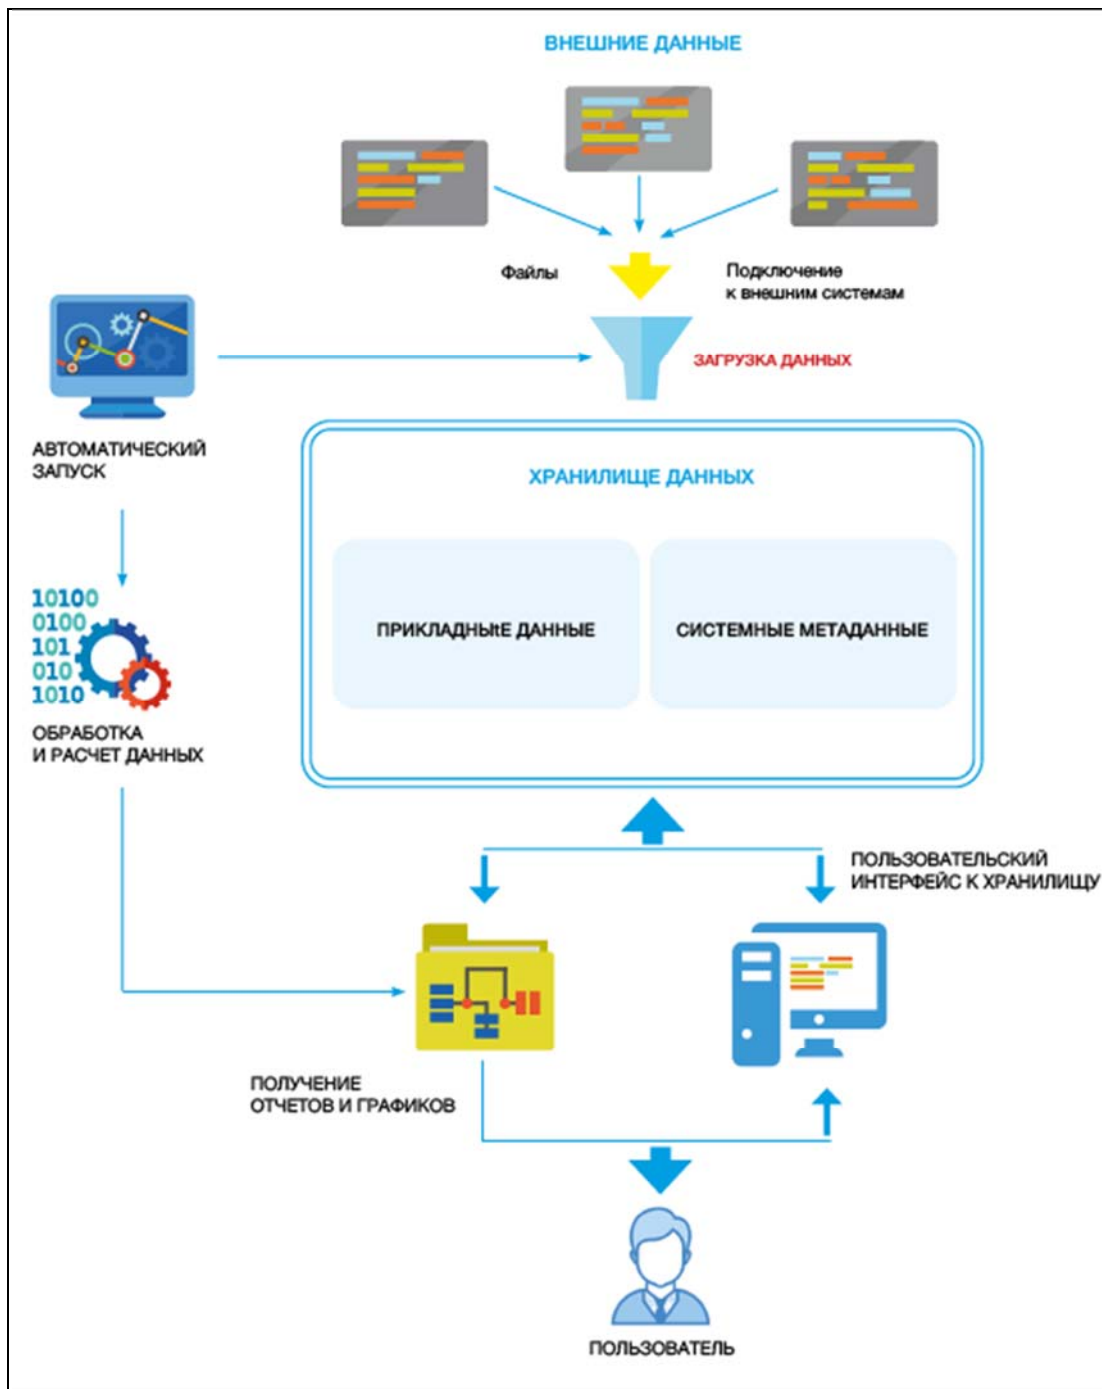 ВНЕШНИЕ ДАННЫЕ
Файлы
Подключение
к внешним системам
ЗАГРУЗКА ДАННЫХ
АВТОМАТИЧЕСКИЙ
ЗАПУСК
ХРАНИЛИЩЕ ДАННЫХ
ПРИКЛАДНЫtЕ ДАННЫЕ
СИСТЕМНЫЕ МЕТАДАННЫЕ
10100
0100
101
010
1010
ОБРАБОТКА
И РАСЧЕТ ДАННЫХ
ПОЛЬЗОВАТЕЛЬСКИЙ
ИНТЕРФЕЙС К ХРАНИЛИЩУ
ПОЛУЧЕНИЕ
ОТЧЕТОВ И ГРАФИКОВ
ПОЛЬЗОВАТЕЛЬ